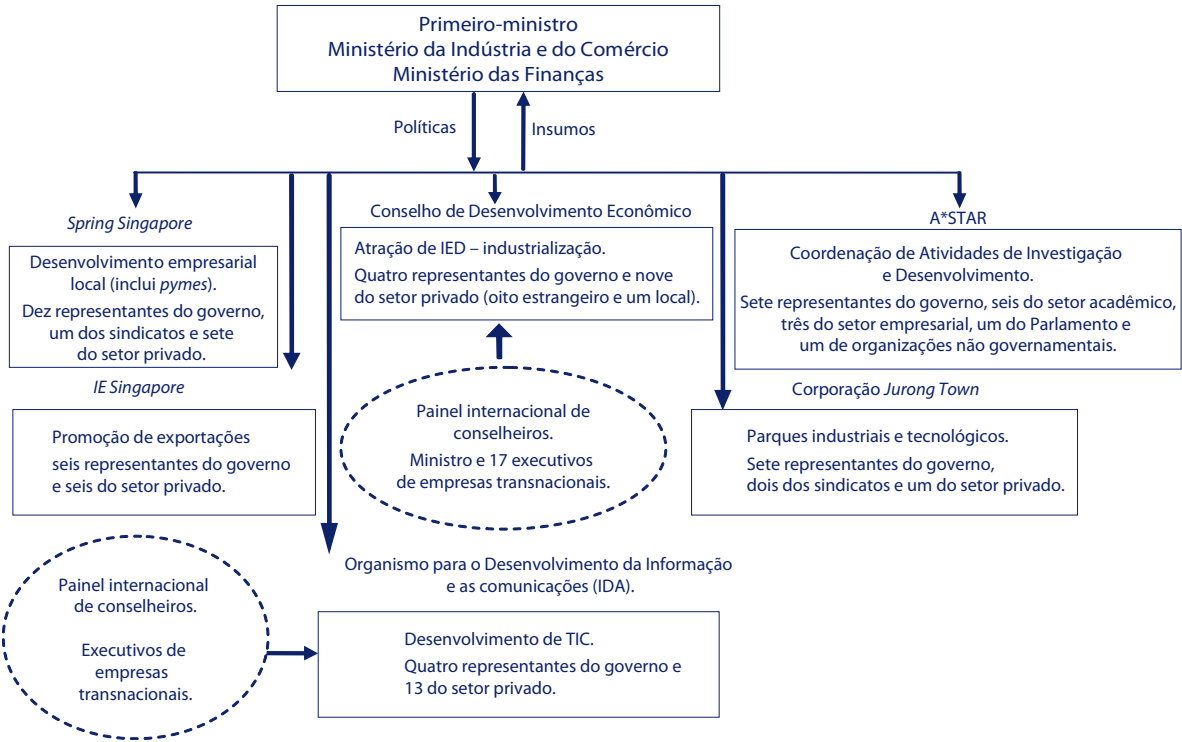 Primeiro-ministro
Ministério da Indústria e do Comércio
Ministério das Finanças
Políticas
Insumos
Spring Singapore
Desenvolvimento empresarial
local (inclui pymes).
Dez representantes do governo,
um dos sindicatos e sete
do setor privado.
Conselho de Desenvolvimento Econômico
Atração de IED – industrialização.
Quatro representantes do governo e nove
do setor privado (oito estrangeiro e um local).
A*STAR
Coordenação de Atividades de Investigação
e Desenvolvimento.
Sete representantes do governo, seis do setor acadêmico,
três do setor empresarial, um do Parlamento e
um de organizações não governamentais.
IE Singapore
Promoção de exportações
seis representantes do governo
e seis do setor privado.
Painel internacional de
conselheiros.
Ministro e 17 executivos
de empresas transnacionais.
Corporação Jurong Town
Parques industriais e tecnológicos.
Sete representantes do governo,
dois dos sindicatos e um do setor privado.
Painel internacional
de conselheiros.
Executivos de
empresas
transnacionais.
Organismo para o Desenvolvimento da Informação
e as comunicações (IDA).
Desenvolvimento de TIC.
Quatro representantes do governo e
13 do setor privado.